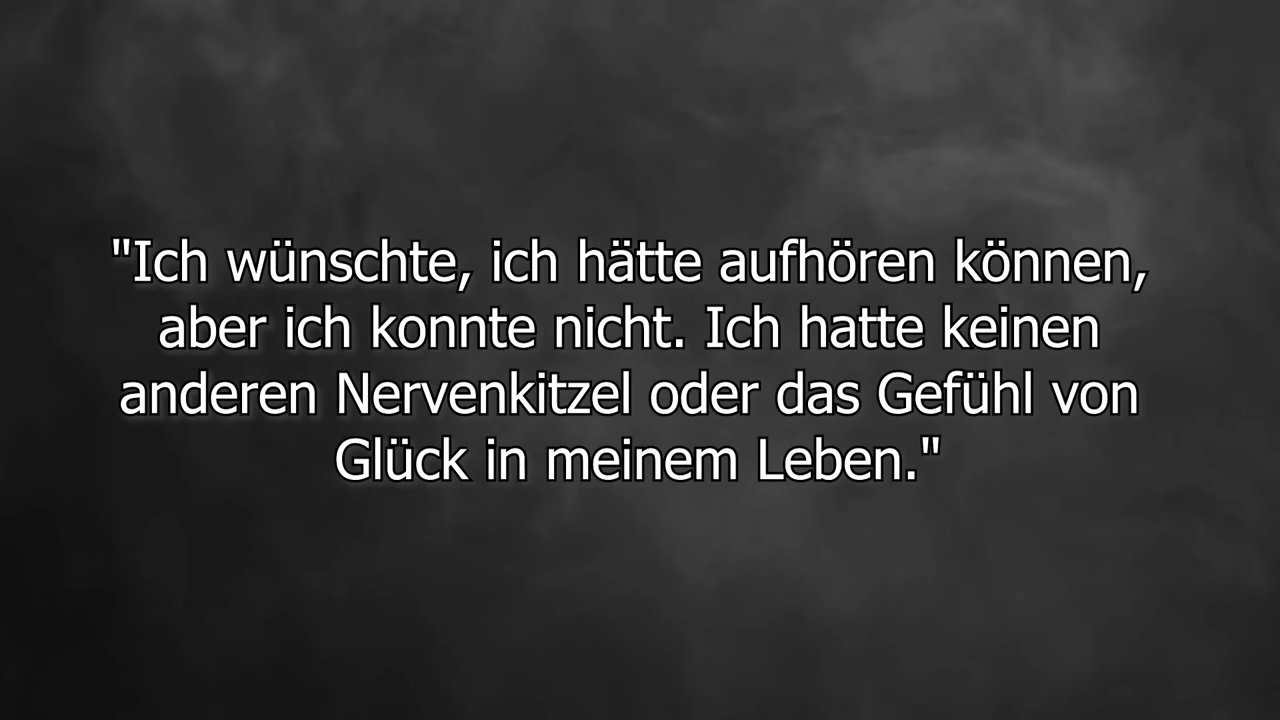 "Ich wünschte, ich hätte aufhören können,
aber ich konnte nicht. Ich hatte keinen
anderen Nervenkitzel oder das Gefühl von
Glück in meinem Leben."